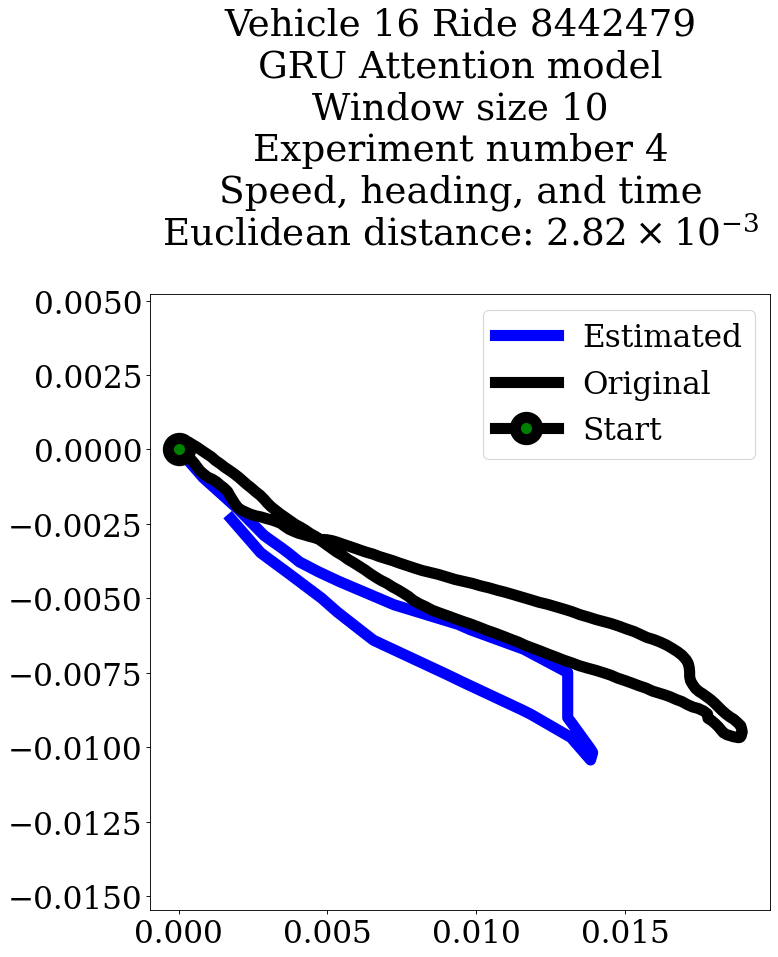 Vehicle 16 Ride 8442479
GRU Attention model
Window size 10
Experiment number 4
Speed, heading, and time
Euclidean distance: 2.82 × 10⁻³
0.0050
0.0025
0.0000
−0.0025
−0.0050
−0.0075
−0.0100
−0.0125
−0.0150
Estimated
Original
Start
0.000 0.005 0.010 0.015